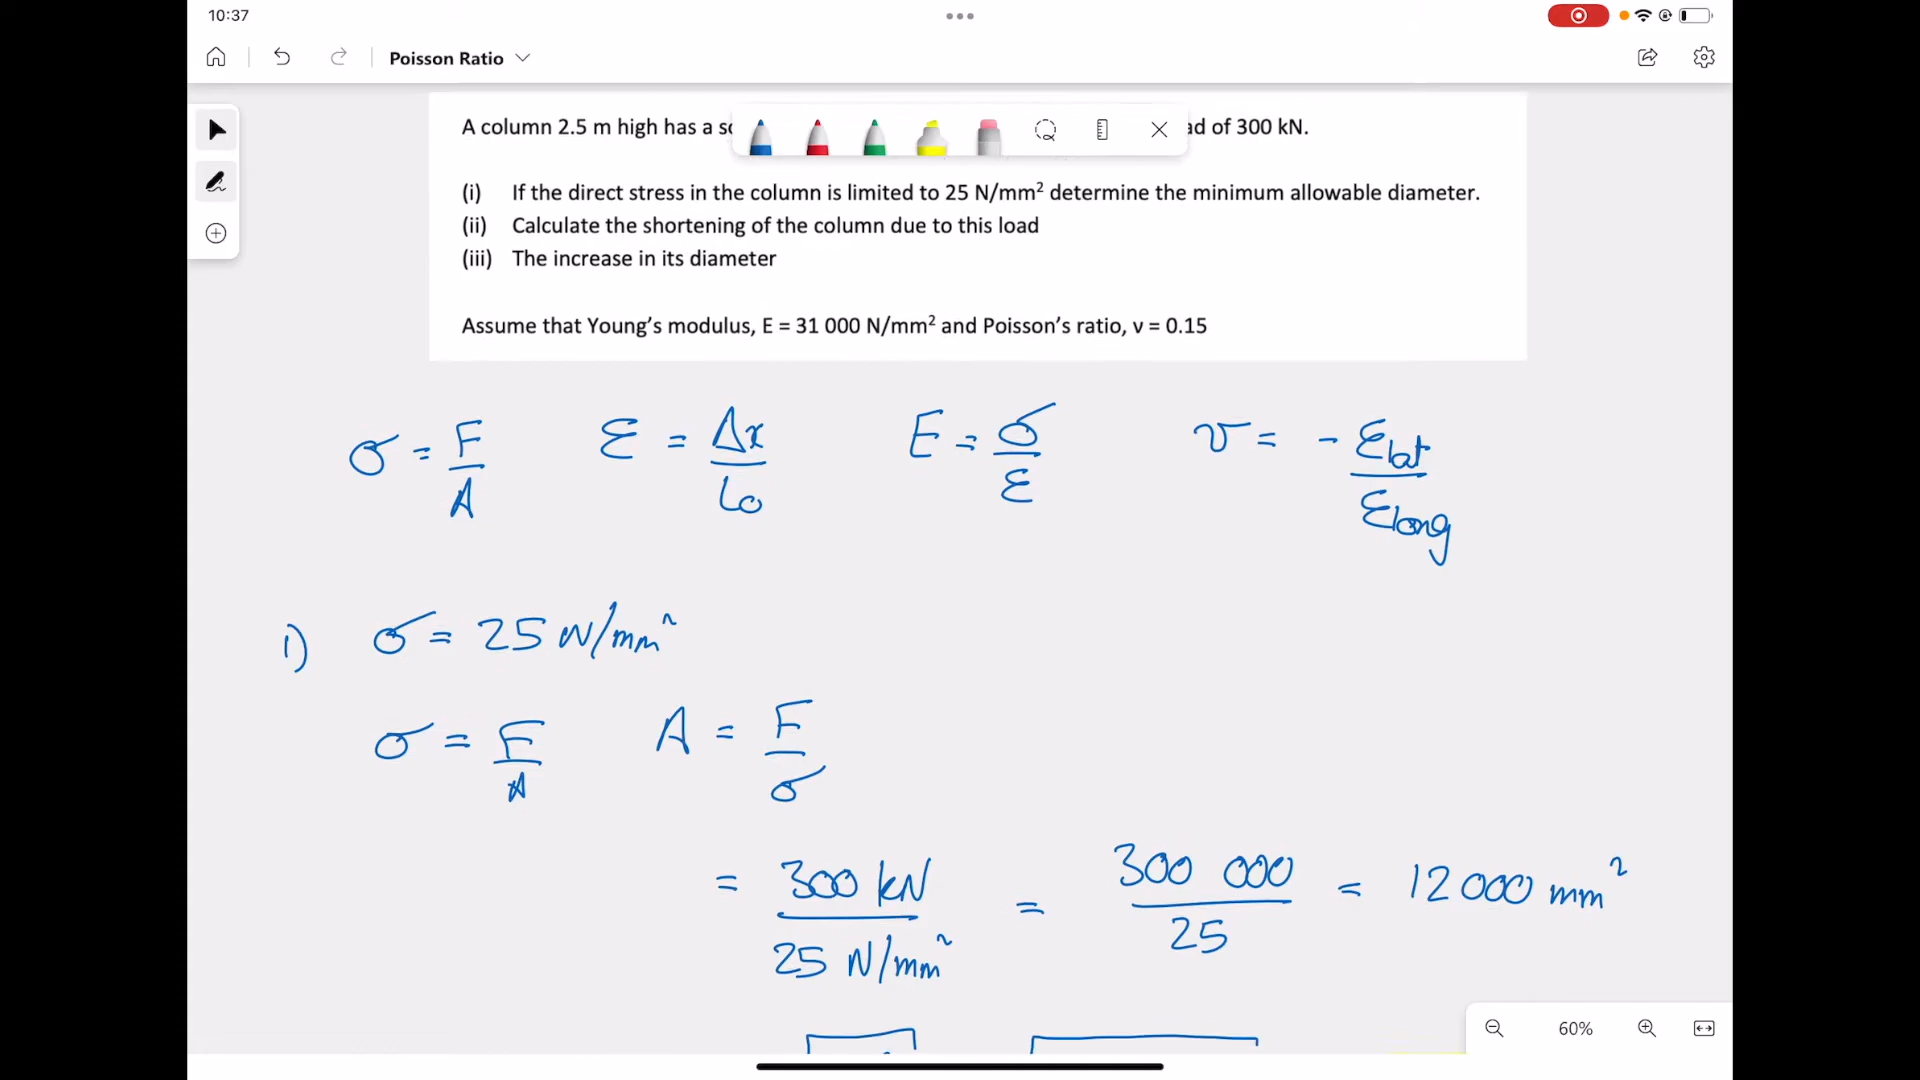 10:37
Poisson Ratio
A column 2.5 m high has a ad of 300 kN.
(i) If the direct stress in the column is limited to 25 N/mm² determine the minimum allowable diameter.
(ii) Calculate the shortening of the column due to this load
(iii) The increase in its diameter
Assume that Young's modulus, E = 31 000 N/mm² and Poisson's ratio, ν = 0.15
σ = F/A ε = Δx/L₀ E = σ/ε ν = - εlat/εlong
1) σ = 25 N/mm²
σ = F/A A = F/σ
= 300 kN/25 N/mm² = 300 000/25 = 12000 mm²
60%